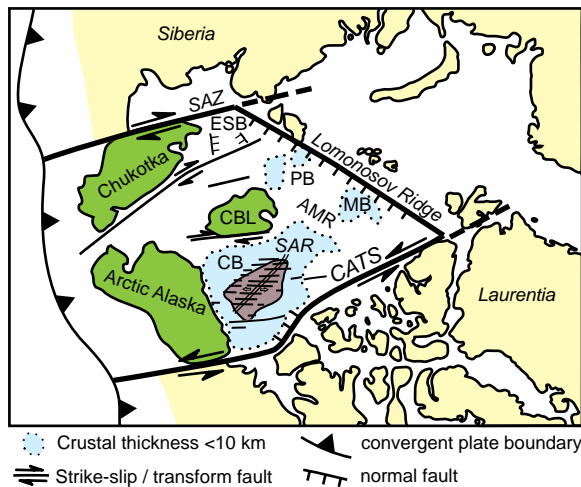 Siberia
SAZ
ESB
Lomonosov Ridge
Chukotka
PB
MB
CBL
AMR
SAR
CB
CATS
Arctic Alaska
Laurentia
Crustal thickness <10 km
convergent plate boundary
Strike-slip / transform fault
normal fault